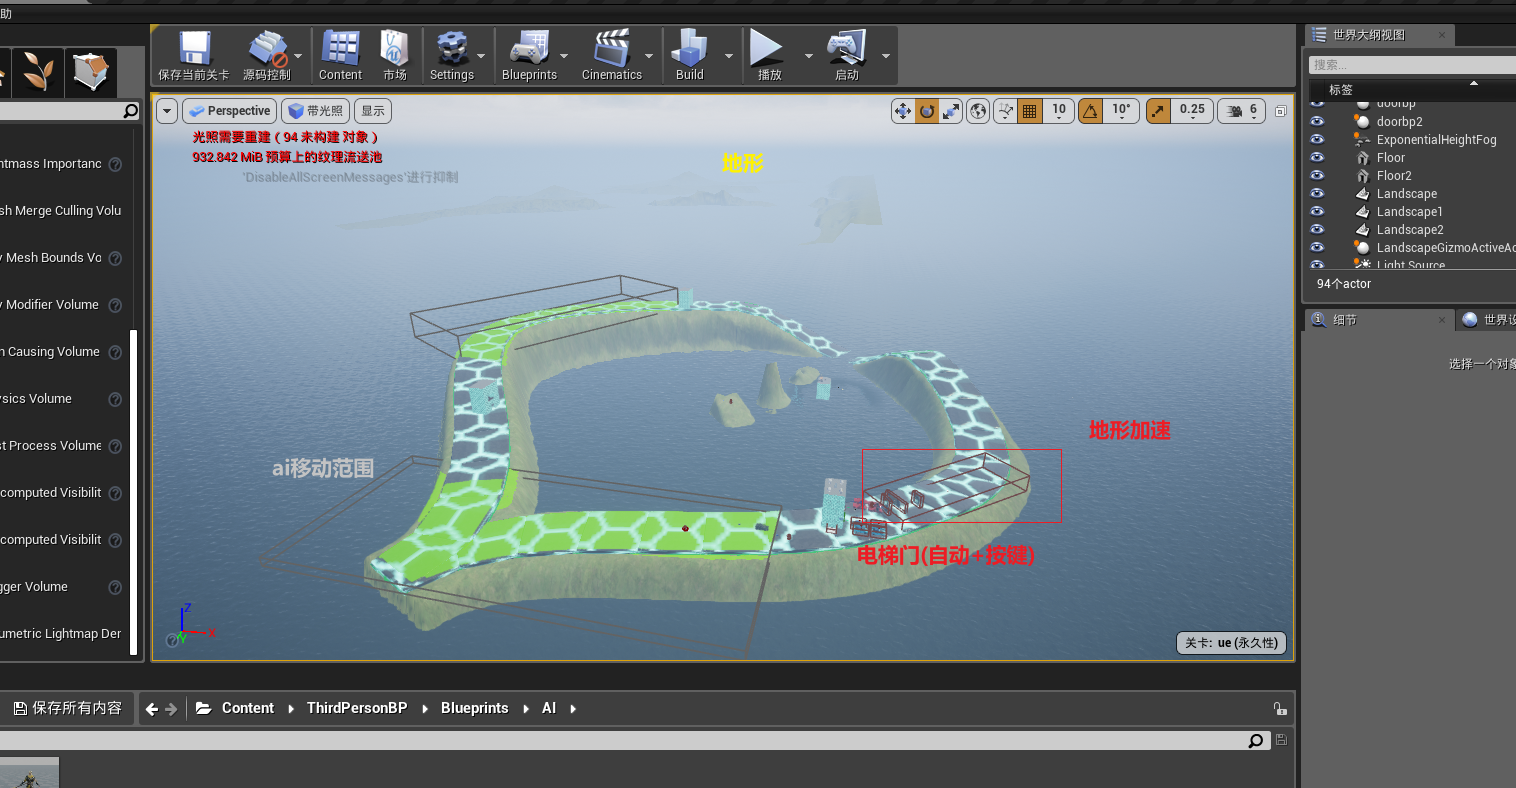 助
保存当前关卡
源码控制
Content
市场
Settings
Blueprints
Cinematics
Build
播放
启动
世界大纲视图
搜索...
标签
doorbp
doorbp2
ExponentialHeightFog
Floor
Floor2
Landscape
Landscape1
Landscape2
LandscapeGizmoActiveAc
Light Source
94个actor
细节
世界设
选择一个对象
ntmass Importanc
sh Merge Culling Volu
y Mesh Bounds Vo
y Modifier Volume
n Causing Volume
ysics Volume
st Process Volume
computed Visibilit
computed Visibilit
gger Volume
umetric Lightmap Der
Perspective
带光照
显示
10
10°
0.25
6
光照需要重建 ( 94 未构建 对象 )
932.842 MiB 预算上的纹理流送池
'DisableAllScreenMessages'进行抑制
地形
地形加速
ai移动范围
电梯门(自动+按键)
Z
X
Y
关卡: ue (永久性)
保存所有内容
Content
ThirdPersonBP
Blueprints
AI